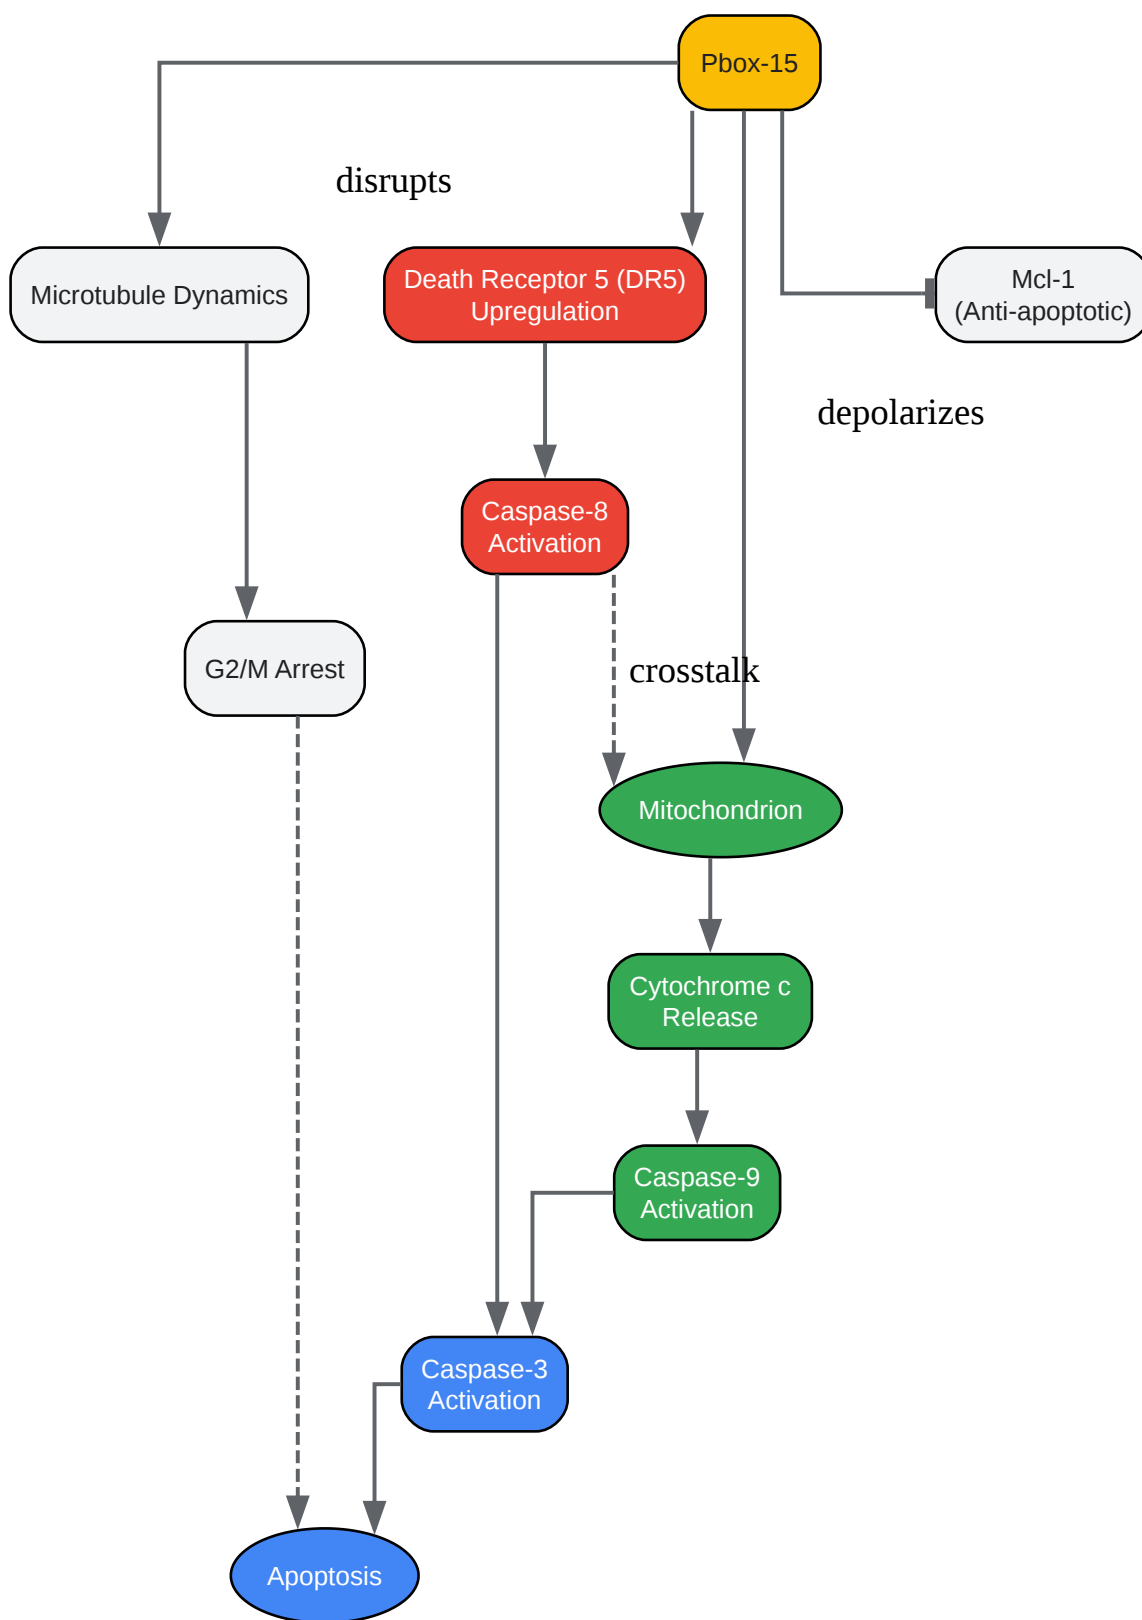 Pbox-15
disrupts
Microtubule Dynamics
Death Receptor 5 (DR5)
Upregulation
Mcl-1
(Anti-apoptotic)
depolarizes
Caspase-8
Activation
G2/M Arrest
crosstalk
Mitochondrion
Cytochrome c
Release
Caspase-9
Activation
Caspase-3
Activation
Apoptosis